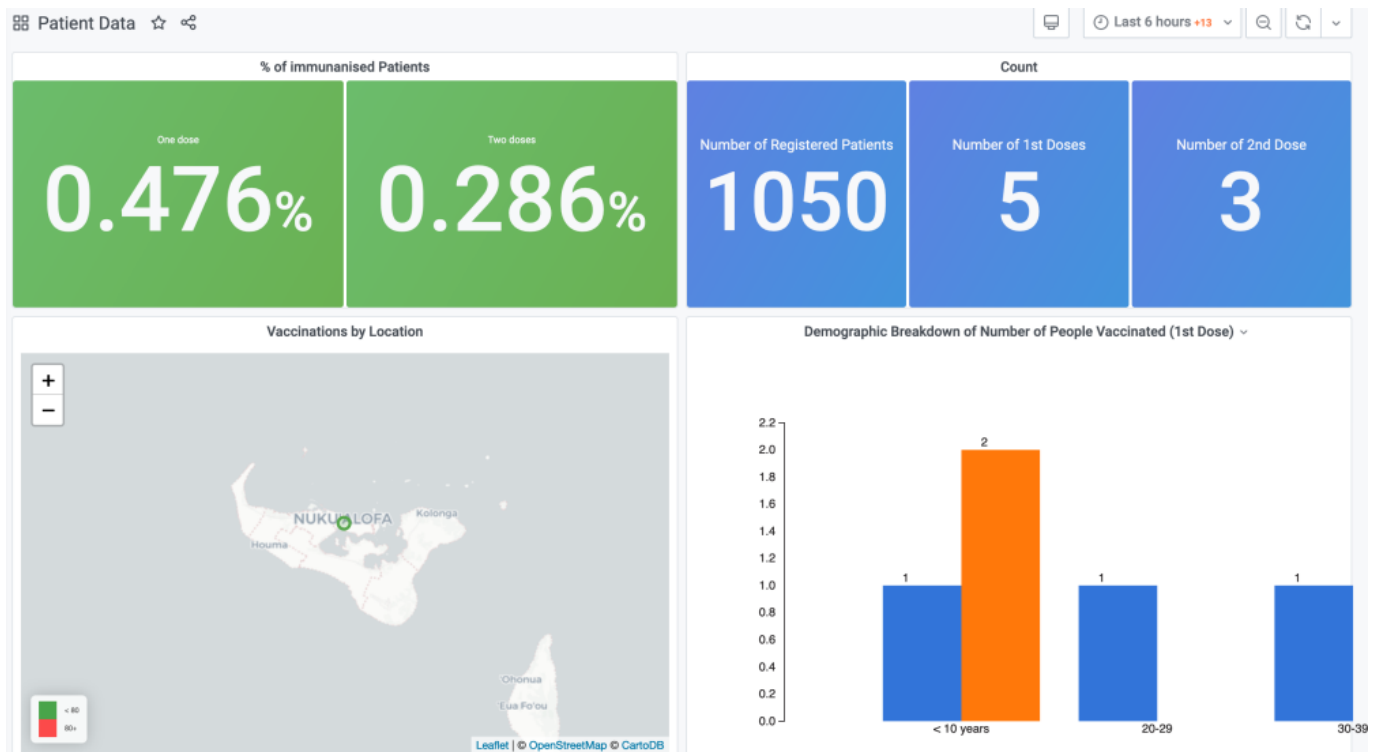 Patient Data
Last 6 hours +13
% of immunanised Patients
One dose
0.476%
Two doses
0.286%
Count
Number of Registered Patients
1050
Number of 1st Doses
5
Number of 2nd Dose
3
Vaccinations by Location
+
−
NUKU'ALOFA
Kolonga
Houma
Ohonua
Eua Fo'ou
< 80
80+
Leaflet | © OpenStreetMap © CartoDB
Demographic Breakdown of Number of People Vaccinated (1st Dose)
2.2
2.0
1.8
1.6
1.4
1.2
1.0
0.8
0.6
0.4
0.2
0.0
1
2
1
1
< 10 years
20-29
30-39